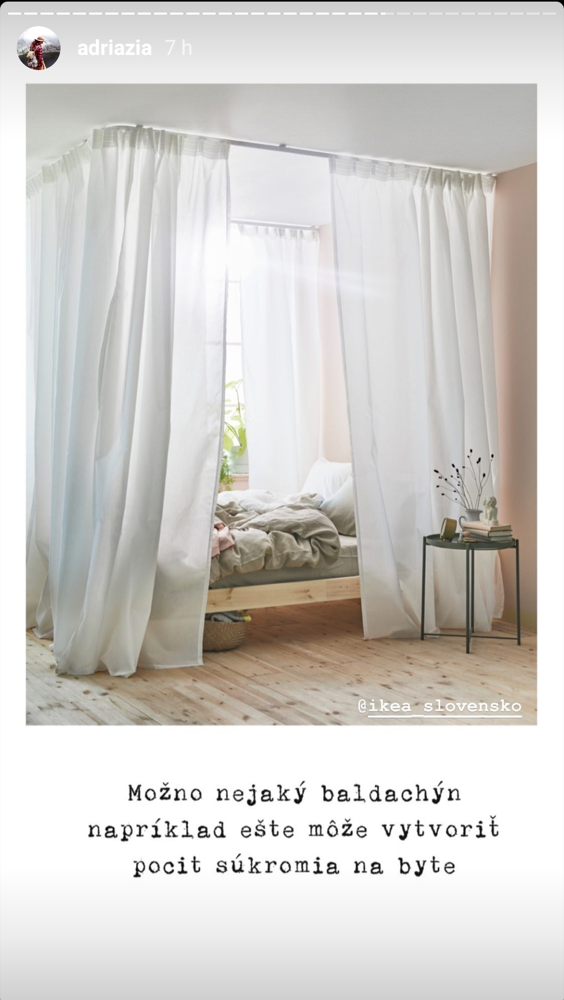 adriazia 7 h
@ikea_slovensko
Možno nejaký baldachýn
napríklad ešte môže vytvoriť
pocit súkromia na byte